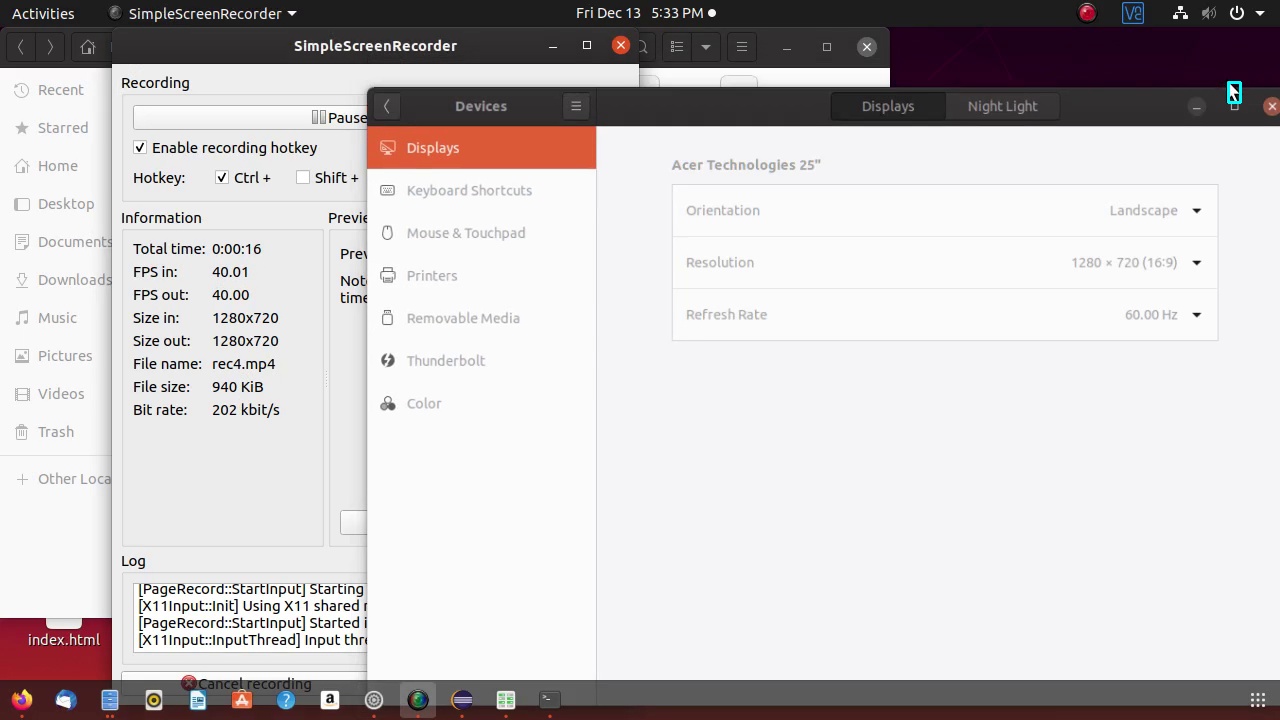 Activities
SimpleScreenRecorder
Fri Dec 13 5:33 PM
SimpleScreenRecorder
Recent
Starred
Home
Desktop
Documents
Downloads
Music
Pictures
Videos
Trash
Other Loca
index.html
Recording
Pause
Enable recording hotkey
Hotkey: Ctrl + Shift +
Information
Total time: 0:00:16
FPS in: 40.01
FPS out: 40.00
Size in: 1280x720
Size out: 1280x720
File name: rec4.mp4
File size: 940 KiB
Bit rate: 202 kbit/s
Previe
Prev
Note
time
Log
[PageRecord::StartInput] Starting
[X11Input::Init] Using X11 shared
[PageRecord::StartInput] Started i
[X11Input::InputThread] Input thre
Cancel recording
Devices
Displays
Night Light
Displays
Keyboard Shortcuts
Mouse & Touchpad
Printers
Removable Media
Thunderbolt
Color
Acer Technologies 25"
Orientation Landscape
Resolution 1280 × 720 (16:9)
Refresh Rate 60.00 Hz